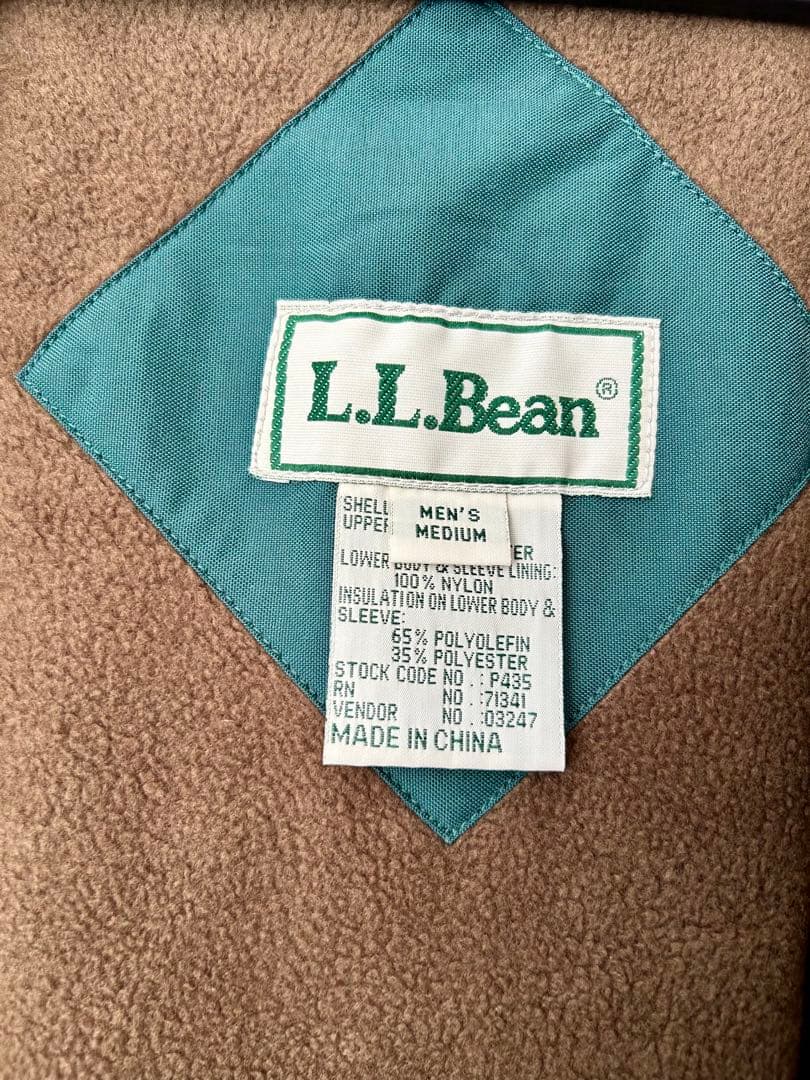 L.L.Bean®
MEN'S
MEDIUM
SHELL
LOWER BODY & SLEEVE LINING:
100% NYLON
INSULATION ON LOWER BODY &
SLEEVE:
65% POLYOLEFIN
35% POLYESTER
STOCK CODE NO.: P435
RN NO.: 71341
VENDOR NO.: 03247
MADE IN CHINA